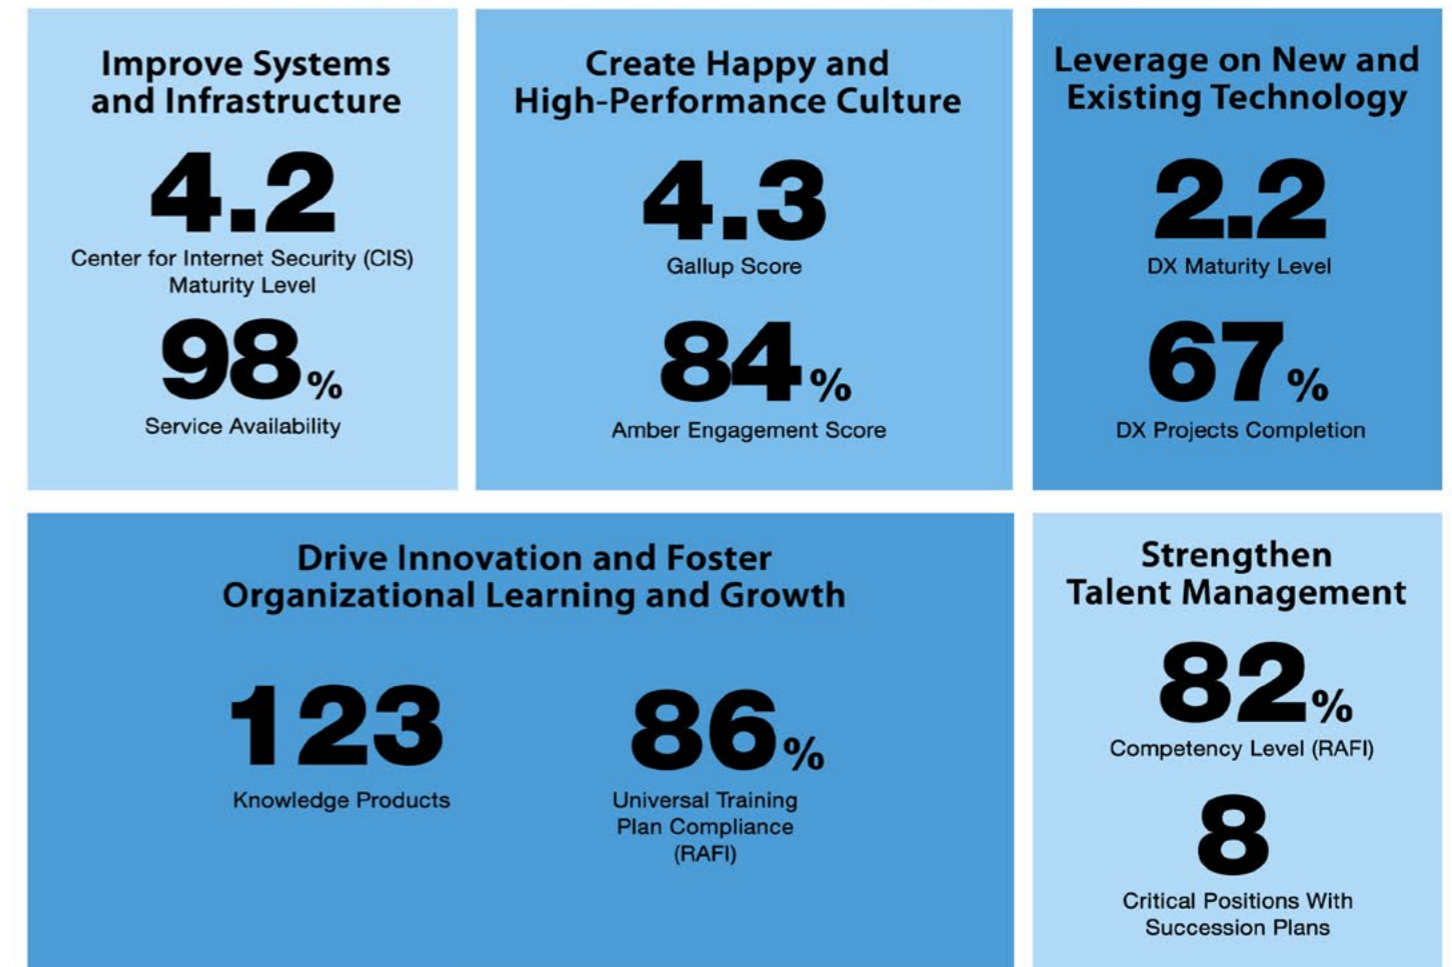 Improve Systems
and Infrastructure
4.2
Center for Internet Security (CIS)
Maturity Level
98%
Service Availability
Create Happy and
High-Performance Culture
4.3
Gallup Score
84%
Amber Engagement Score
Leverage on New and
Existing Technology
2.2
DX Maturity Level
67%
DX Projects Completion
Drive Innovation and Foster
Organizational Learning and Growth
123
Knowledge Products
86%
Universal Training
Plan Compliance
(RAFI)
Strengthen
Talent Management
82%
Competency Level (RAFI)
8
Critical Positions With
Succession Plans